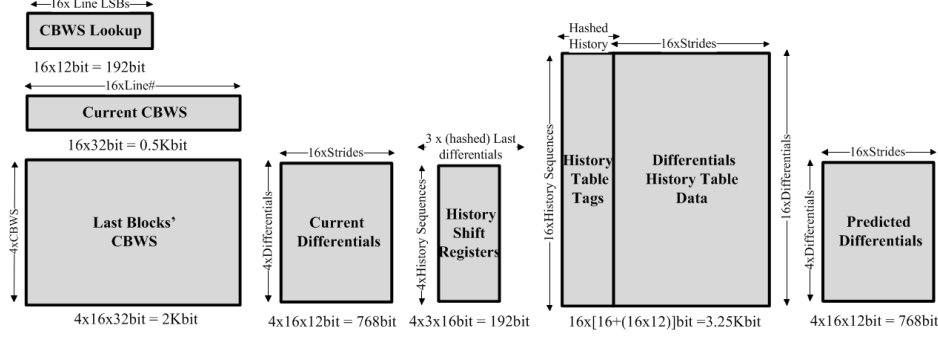 16x Line LSBs
CBWS Lookup
16x12bit = 192bit
16xLine#
Current CBWS
16x32bit = 0.5Kbit
4xCBWS
Last Blocks'
CBWS
4x16x32bit = 2Kbit
16xStrides
4xDifferentials
Current
Differentials
4x16x12bit = 768bit
3 x (hashed) Last
differentials
4xHistory Sequences
History
Shift
Registers
4x3x16bit = 192bit
Hashed
History
16xStrides
16xHistory Sequences
History
Table
Tags
Differentials
History Table
Data
16xDifferentials
16x[16+(16x12)]bit =3.25Kbit
16xStrides
4xDifferentials
Predicted
Differentials
4x16x12bit = 768bit